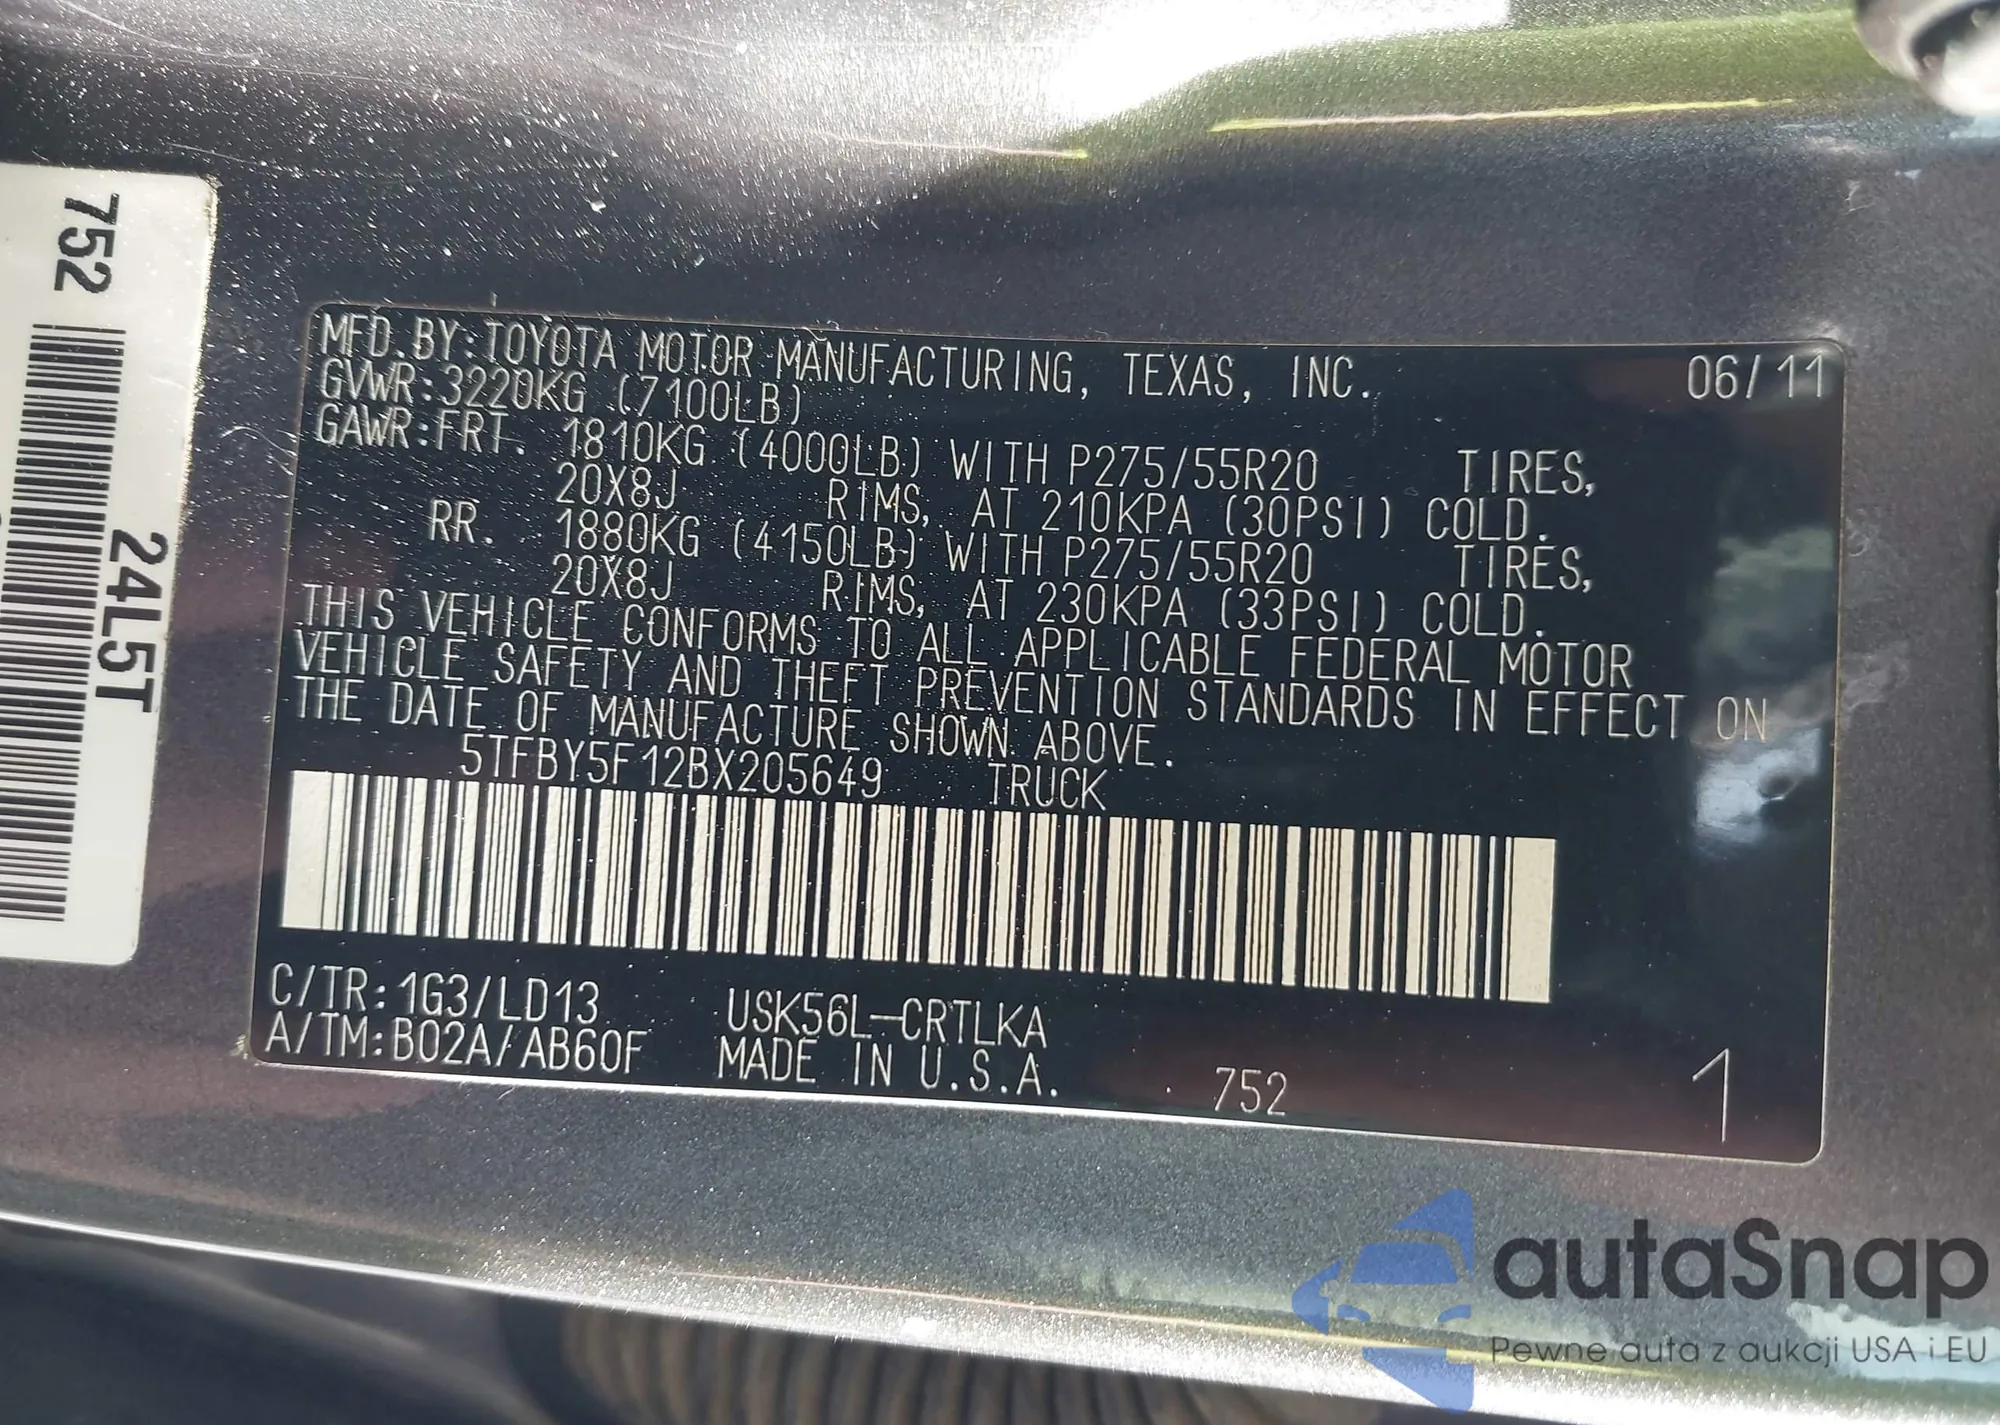 752
24L5T
MFD.BY:TOYOTA MOTOR MANUFACTURING, TEXAS, INC. 06/11
GVWR:3220KG (7100LB)
GAWR:FRT. 1810KG (4000LB) WITH P275/55R20 TIRES,
20X8J RIMS, AT 210KPA (30PSI) COLD.
RR. 1880KG (4150LB) WITH P275/55R20 TIRES,
20X8J RIMS, AT 230KPA (33PSI) COLD.
THIS VEHICLE CONFORMS TO ALL APPLICABLE FEDERAL MOTOR
VEHICLE SAFETY AND THEFT PREVENTION STANDARDS IN EFFECT ON
THE DATE OF MANUFACTURE SHOWN ABOVE.
5TFBY5F12BX205649 TRUCK
C/TR:1G3/LD13 USK56L-CRTLKA
A/TM:B02A/AB60F MADE IN U.S.A. 752 1
autaSnap
Pewne auta z aukcji USA i EU